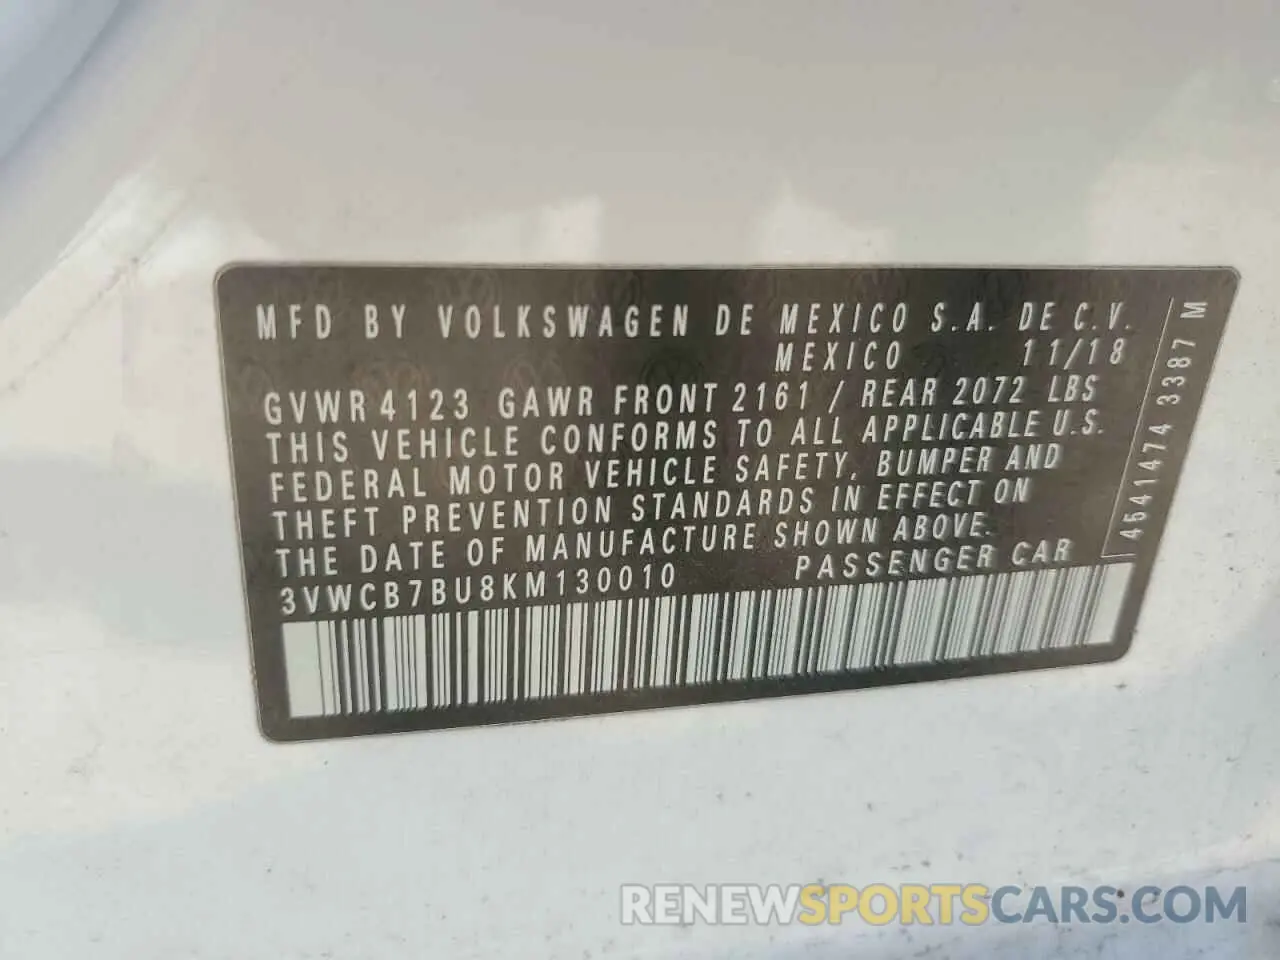 MFD BY VOLKSWAGEN DE MEXICO S.A. DE C.V.
MEXICO 11/18
GVWR 4123 GAWR FRONT 2161 / REAR 2072 LBS
THIS VEHICLE CONFORMS TO ALL APPLICABLE U.S.
FEDERAL MOTOR VEHICLE SAFETY, BUMPER AND
THEFT PREVENTION STANDARDS IN EFFECT ON
THE DATE OF MANUFACTURE SHOWN ABOVE.
3VWCB7BU8KM130010 PASSENGER CAR
4541474 3387 M
RENEWSPORTSCARS.COM